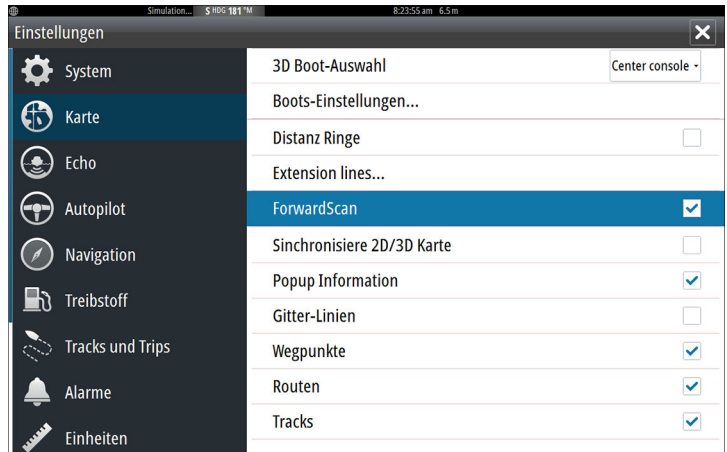 Simulation... S HDG 181 °M 8:23:55 am 6.5 m
Einstellungen
System
Karte
Echo
Autopilot
Navigation
Treibstoff
Tracks und Trips
Alarme
Einheiten
3D Boot-Auswahl Center console
Boots-Einstellungen...
Distanz Ringe
Extension lines...
ForwardScan
Sinchronisiere 2D/3D Karte
Popup Information
Gitter-Linien
Wegpunkte
Routen
Tracks